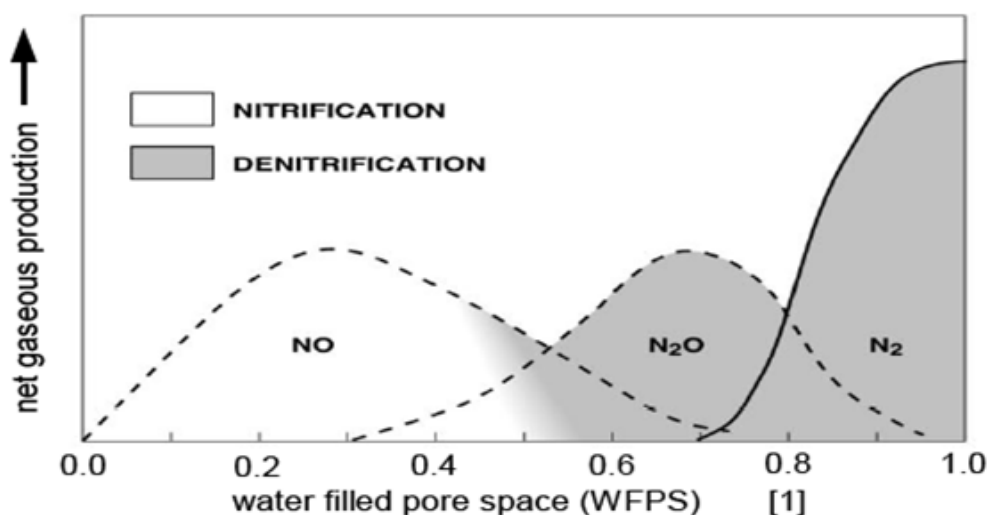 net gaseous production
NITRIFICATION
DENITRIFICATION
NO
N₂O
N₂
0.0 0.2 0.4 0.6 0.8 1.0
water filled pore space (WFPS) [1]